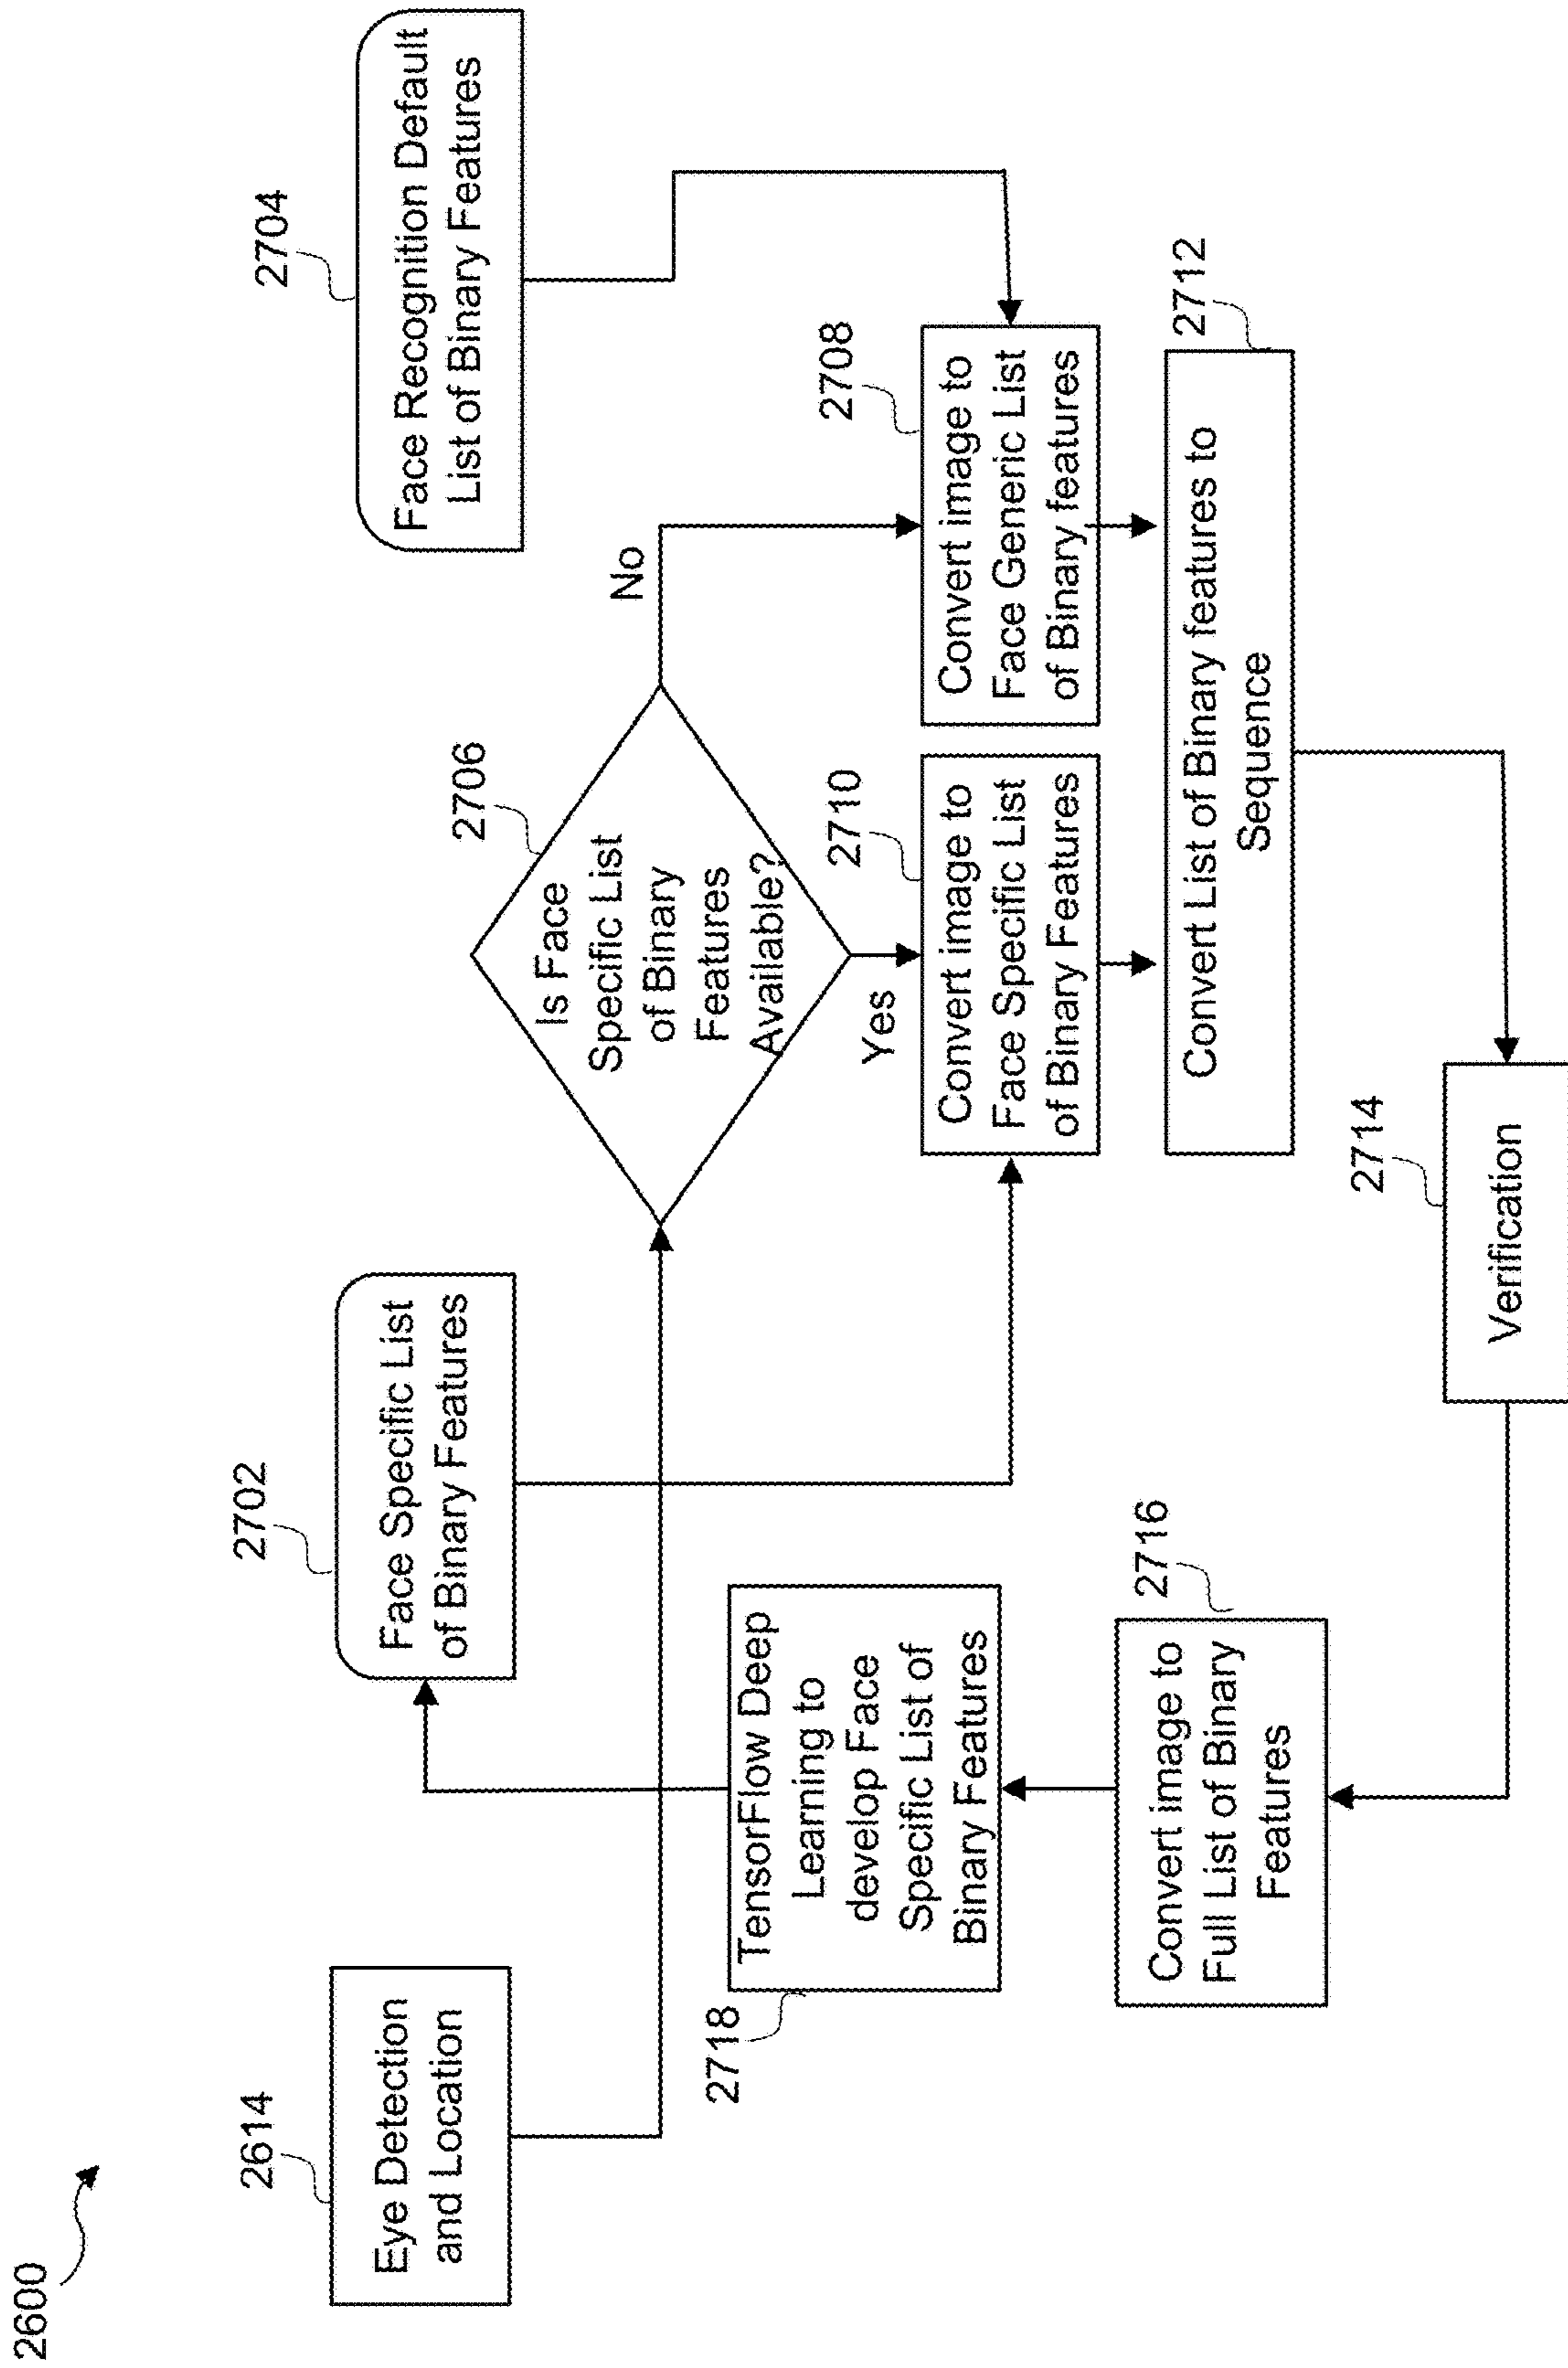 2600
2614
Eye Detection
and Location
2702
Face Specific List
of Binary Features
2704
Face Recognition Default
List of Binary Features
2706
Is Face
Specific List
of Binary
Features
Available?
No
Yes
2718
TensorFlow Deep
Learning to
develop Face
Specific List of
Binary Features
2710
Convert image to
Face Specific List
of Binary Features
2708
Convert image to
Face Generic List
of Binary features
2716
Convert image to
Full List of Binary
Features
2712
Convert List of Binary features to
Sequence
2714
Verification